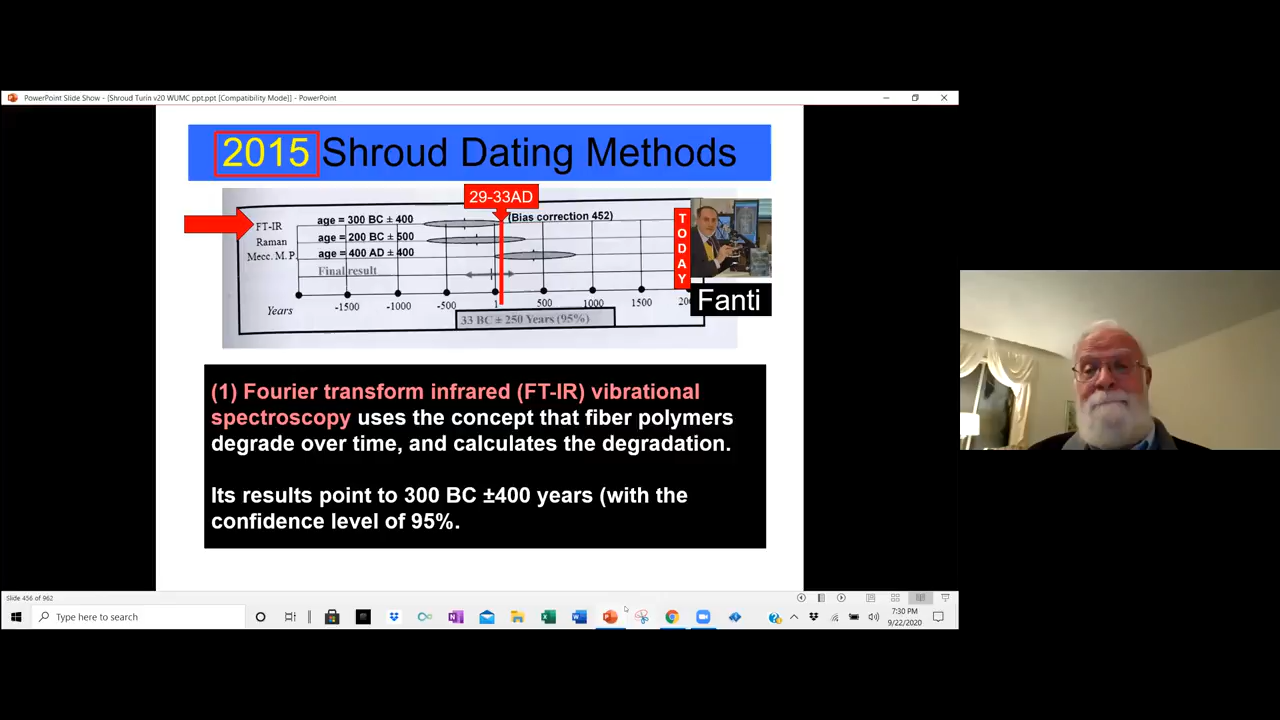 PowerPoint Slide Show - [Shroud Turin v20 WUMC ppt.ppt [Compatibility Mode]] - PowerPoint
2015 Shroud Dating Methods
29-33AD
FT-IR age = 300 BC ± 400 (Bias correction 452)
Raman age = 200 BC ± 500
Mecc. M. P. age = 400 AD ± 400
Final result
TODAY
Fanti
Years -1500 -1000 -500 1 500 1000 1500
33 BC ± 250 Years (95%)
(1) Fourier transform infrared (FT-IR) vibrational
spectroscopy uses the concept that fiber polymers
degrade over time, and calculates the degradation.
Its results point to 300 BC ±400 years (with the
confidence level of 95%.
Slide 456 of 962
Type here to search
7:30 PM
9/22/2020